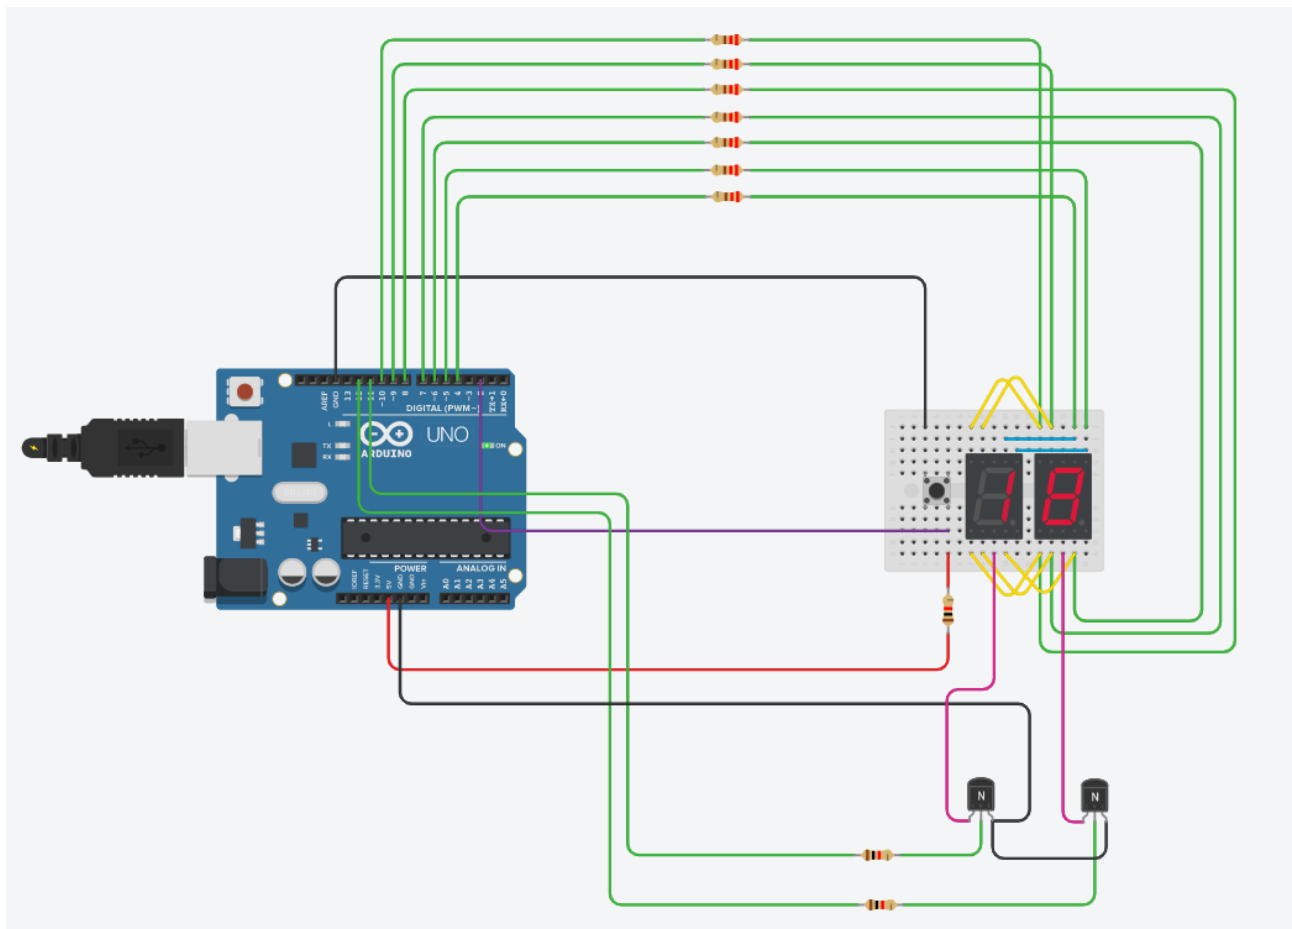 AREF
GND
13
12
11
~10
~9
8
7
~6
~5
4
~3
2
TX→1
RX←0
DIGITAL (PWM~)
L
TX
RX
UNO
ARDUINO
ON
POWER
ANALOG IN
IOREF
RESET
3.3V
5V
GND
GND
A0
A1
A2
A3
A4
A5
N
N